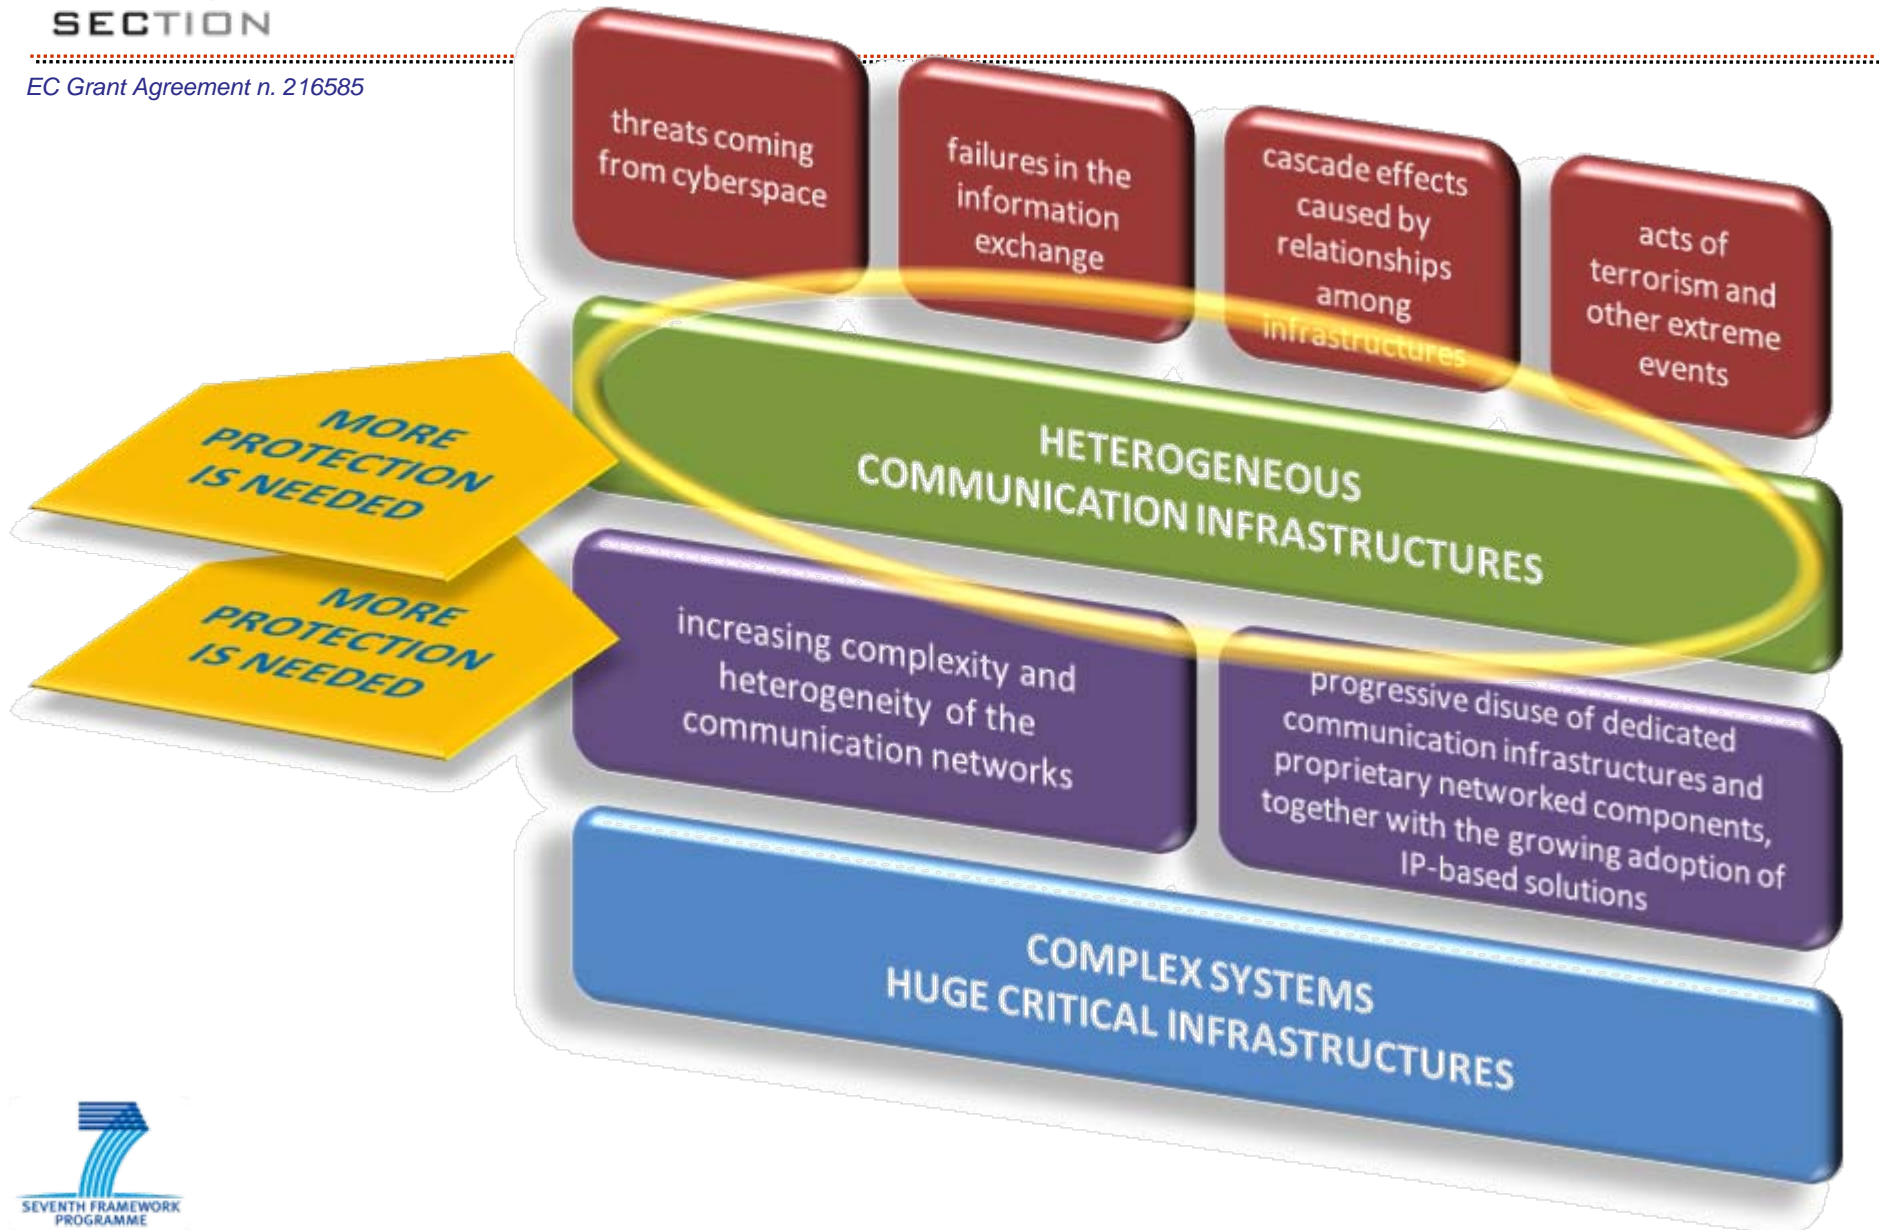 SECTION
EC Grant Agreement n. 216585
threats coming
from cyberspace
failures in the
information
exchange
cascade effects
caused by
relationships
among
infrastructures
acts of
terrorism and
other extreme
events
MORE
PROTECTION
IS NEEDED
HETEROGENEOUS
COMMUNICATION INFRASTRUCTURES
MORE
PROTECTION
IS NEEDED
increasing complexity and
heterogeneity of the
communication networks
progressive disuse of dedicated
communication infrastructures and
proprietary networked components,
together with the growing adoption of
IP-based solutions
COMPLEX SYSTEMS
HUGE CRITICAL INFRASTRUCTURES
SEVENTH FRAMEWORK
PROGRAMME